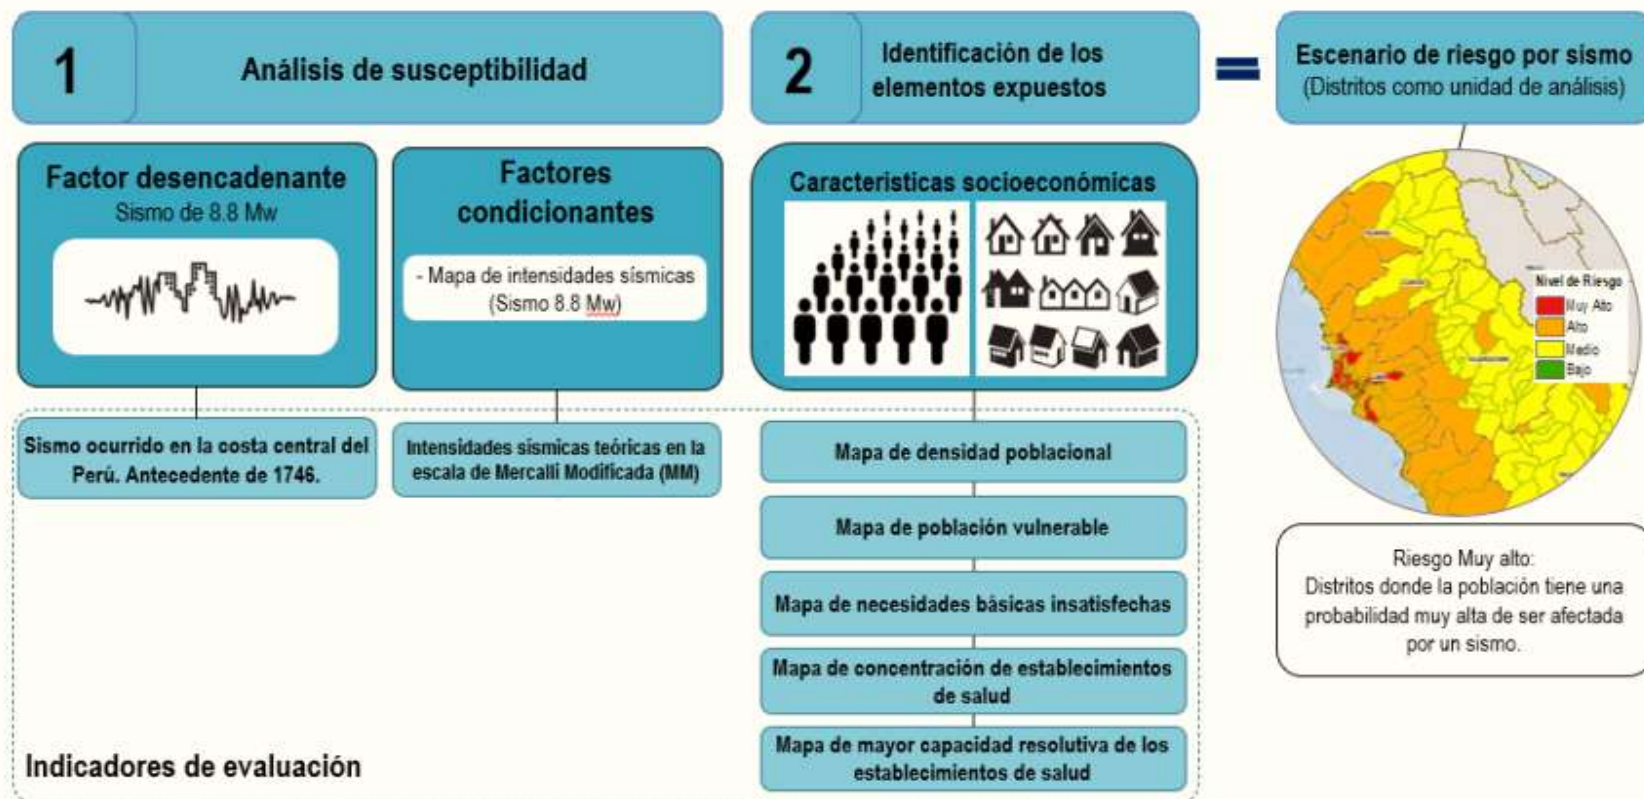 1
Análisis de susceptibilidad
2
Identificación de los
elementos expuestos
=
Escenario de riesgo por sismo
(Distritos como unidad de análisis)
Factor desencadenante
Sismo de 8.8 Mw
Factores
condicionantes
- Mapa de intensidades sísmicas
(Sismo 8.8 Mw)
Características socioeconómicas
Nivel de Riesgo
Muy Alto
Alto
Medio
Bajo
Sismo ocurrido en la costa central del
Perú. Antecedente de 1746.
Intensidades sísmicas teóricas en la
escala de Mercalli Modificada (MM)
Mapa de densidad poblacional
Mapa de población vulnerable
Mapa de necesidades básicas insatisfechas
Mapa de concentración de establecimientos
de salud
Mapa de mayor capacidad resolutiva de los
establecimientos de salud
Indicadores de evaluación
Riesgo Muy alto:
Distritos donde la población tiene una
probabilidad muy alta de ser afectada
por un sismo.